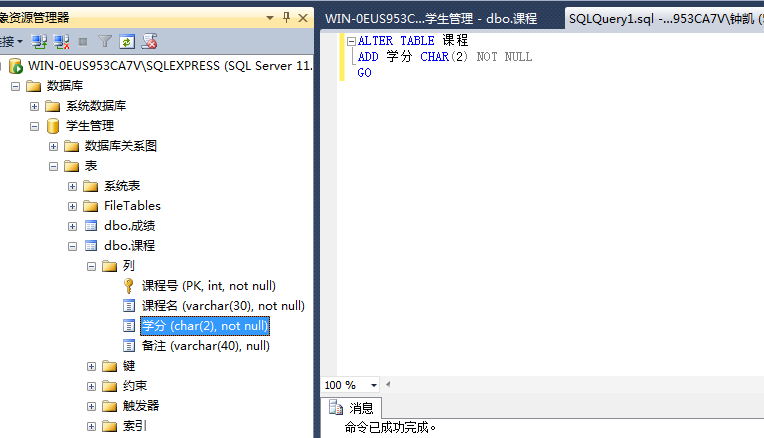 象资源管理器
连接
WIN-0EUS953CA7V\SQLEXPRESS (SQL Server 11.
数据库
系统数据库
学生管理
数据库关系图
表
系统表
FileTables
dbo.成绩
dbo.课程
列
课程号 (PK, int, not null)
课程名 (varchar(30), not null)
学分 (char(2), not null)
备注 (varchar(40), null)
键
约束
触发器
索引
WIN-0EUS953C...学生管理 - dbo.课程
SQLQuery1.sql -...953CA7V\钟凯 (5
ALTER TABLE 课程
ADD 学分 CHAR(2) NOT NULL
GO
100 %
消息
命令已成功完成。